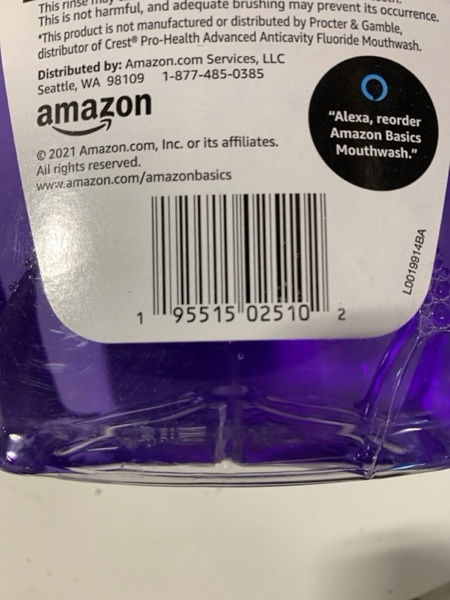 This rinse may
This is not harmful, and adequate brushing may prevent its occurrence.
*This product is not manufactured or distributed by Procter & Gamble,
distributor of Crest® Pro-Health Advanced Anticavity Fluoride Mouthwash.
Distributed by: Amazon.com Services, LLC
Seattle, WA 98109 1-877-485-0385
amazon
"Alexa, reorder
Amazon Basics
Mouthwash."
© 2021 Amazon.com, Inc. or its affiliates.
All rights reserved.
www.amazon.com/amazonbasics
L0019914BA
1 95515 02510 2